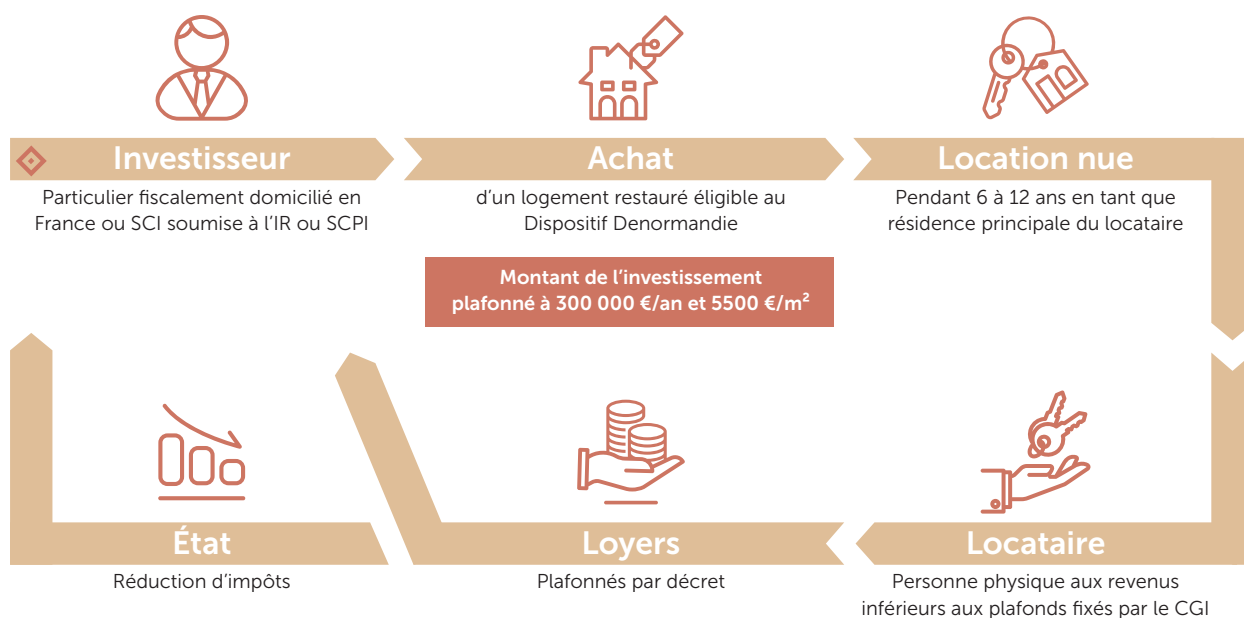 Investisseur
Particulier fiscalement domicilié en
France ou SCI soumise à l'IR ou SCPI
Achat
d'un logement restauré éligible au
Dispositif Denormandie
Montant de l'investissement
plafonné à 300 000 €/an et 5500 €/m²
Location nue
Pendant 6 à 12 ans en tant que
résidence principale du locataire
État
Réduction d'impôts
Loyers
Plafonnés par décret
Locataire
Personne physique aux revenus
inférieurs aux plafonds fixés par le CGI